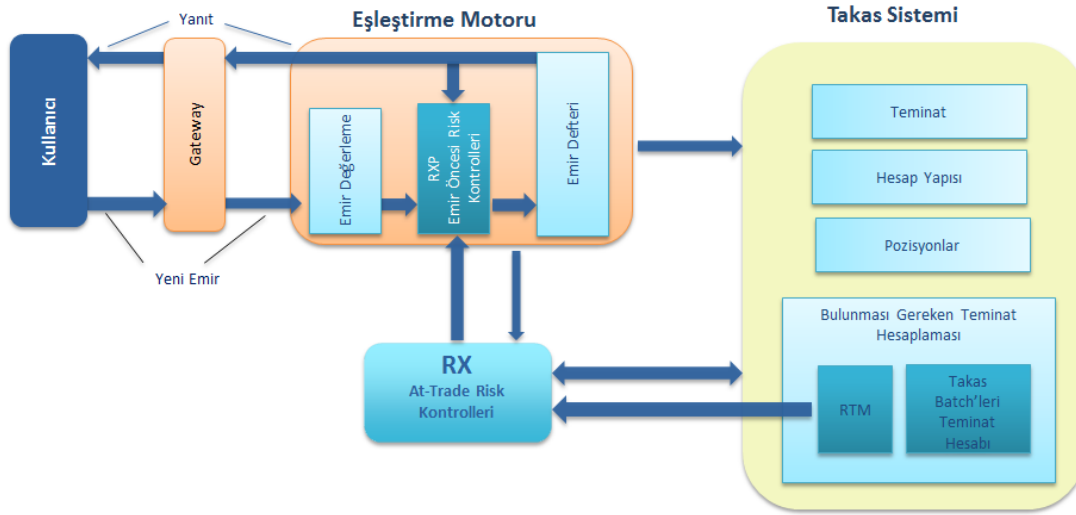 Yanıt
Eşleştirme Motoru
Takas Sistemi
Kullanıcı
Gateway
Emir Değerleme
RXP
Emir Öncesi Risk
Kontrolleri
Emir Defteri
Yeni Emir
Teminat
Hesap Yapısı
Pozisyonlar
Bulunması Gereken Teminat
Hesaplaması
RTM
Takas
Batch'leri
Teminat
Hesabı
RX
At-Trade Risk
Kontrolleri